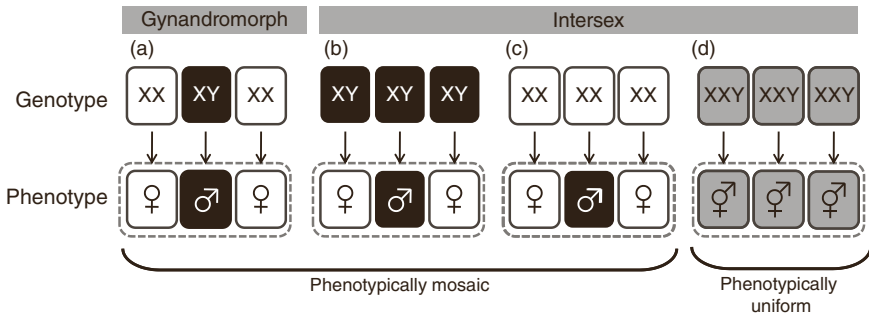 Gynandromorph Intersex
(a) (b) (c) (d)
Genotype XX XY XX XY XY XY XX XX XX XXY XXY XXY
Phenotype ♀ ♂ ♀ ♀ ♂ ♀ ♀ ♂ ♀ ⚥ ⚥ ⚥
Phenotypically mosaic Phenotypically
uniform